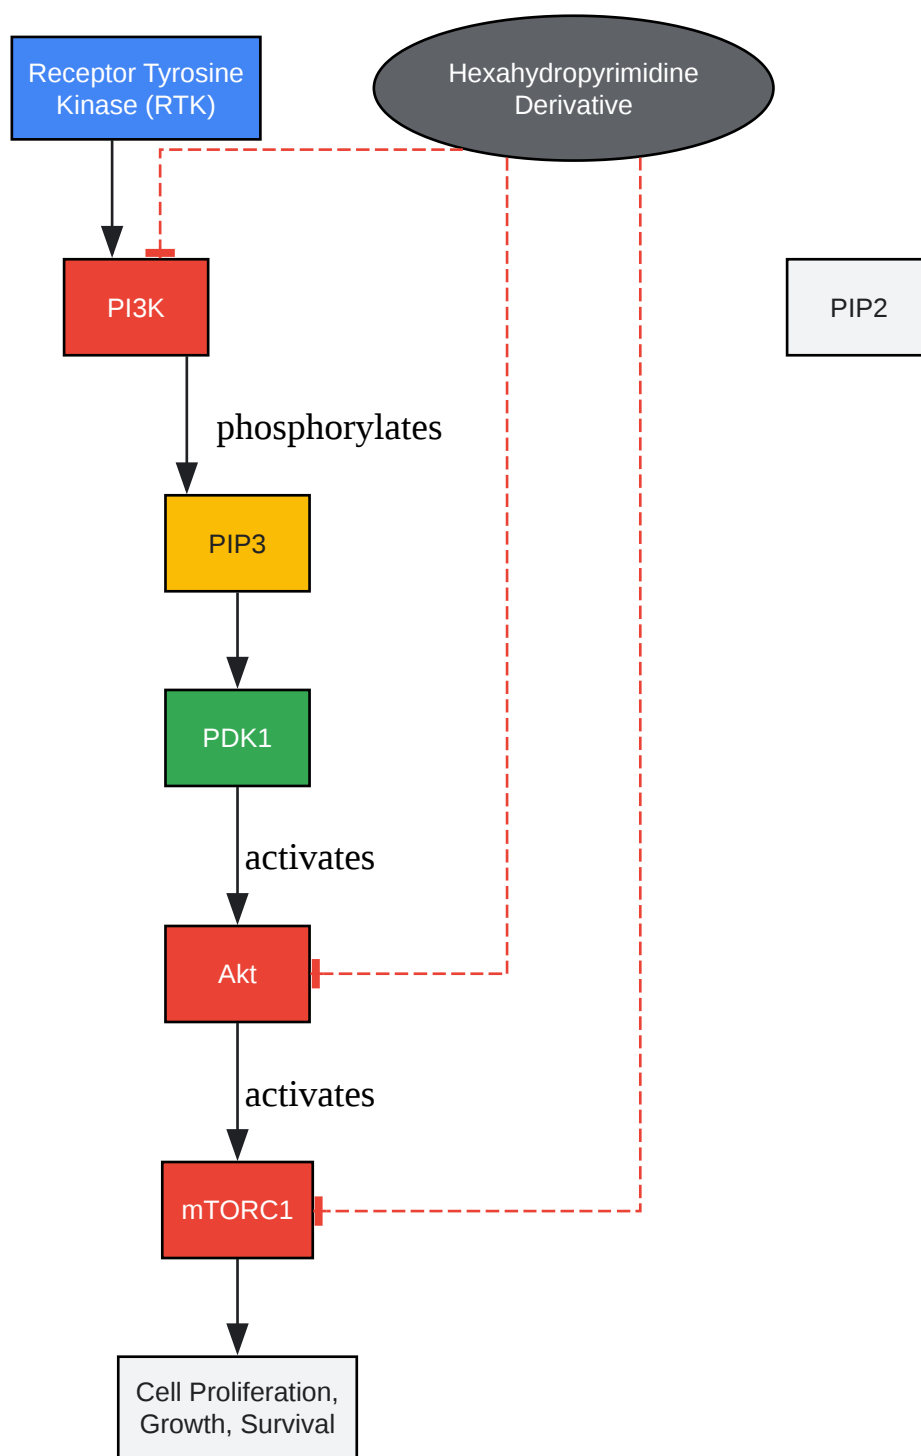 Receptor Tyrosine
Kinase (RTK)
Hexahydropyrimidine
Derivative
PI3K
PIP2
phosphorylates
PIP3
PDK1
activates
Akt
activates
mTORC1
Cell Proliferation,
Growth, Survival